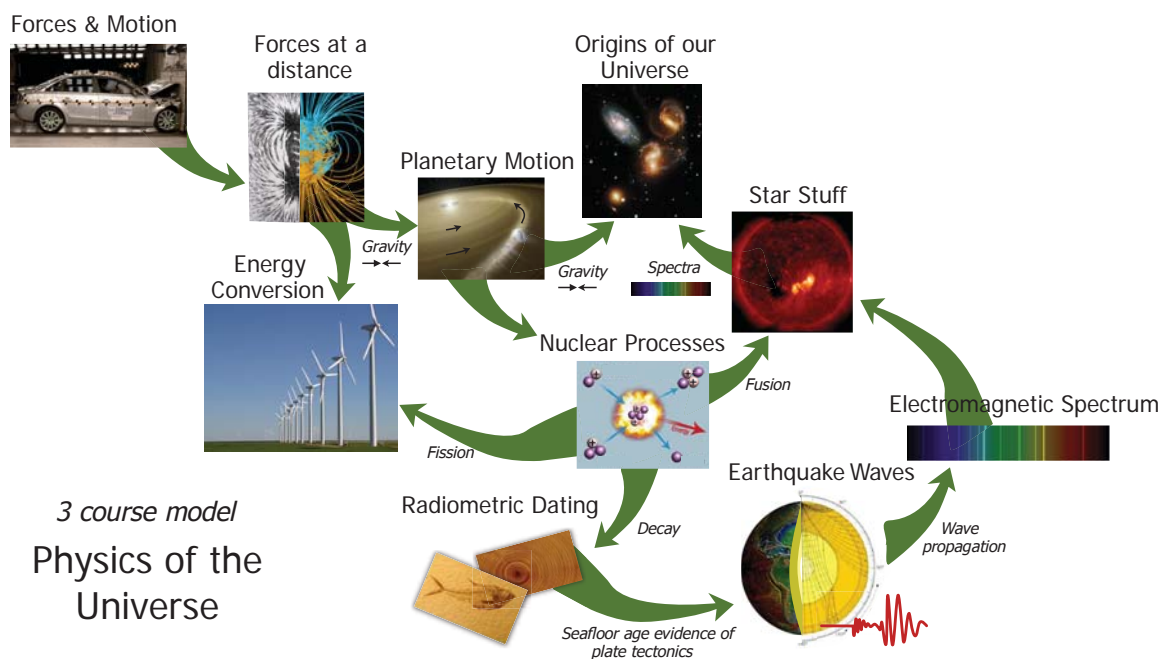 Forces & Motion
Forces at a
distance
Origins of our
Universe
Planetary Motion
Star Stuff
Gravity
Energy
Conversion
Gravity
Spectra
Nuclear Processes
Fusion
Energy
Electromagnetic Spectrum
Fission
Earthquake Waves
Radiometric Dating
Decay
Wave
propagation
3 course model
Physics of the
Universe
Seafloor age evidence of
plate tectonics